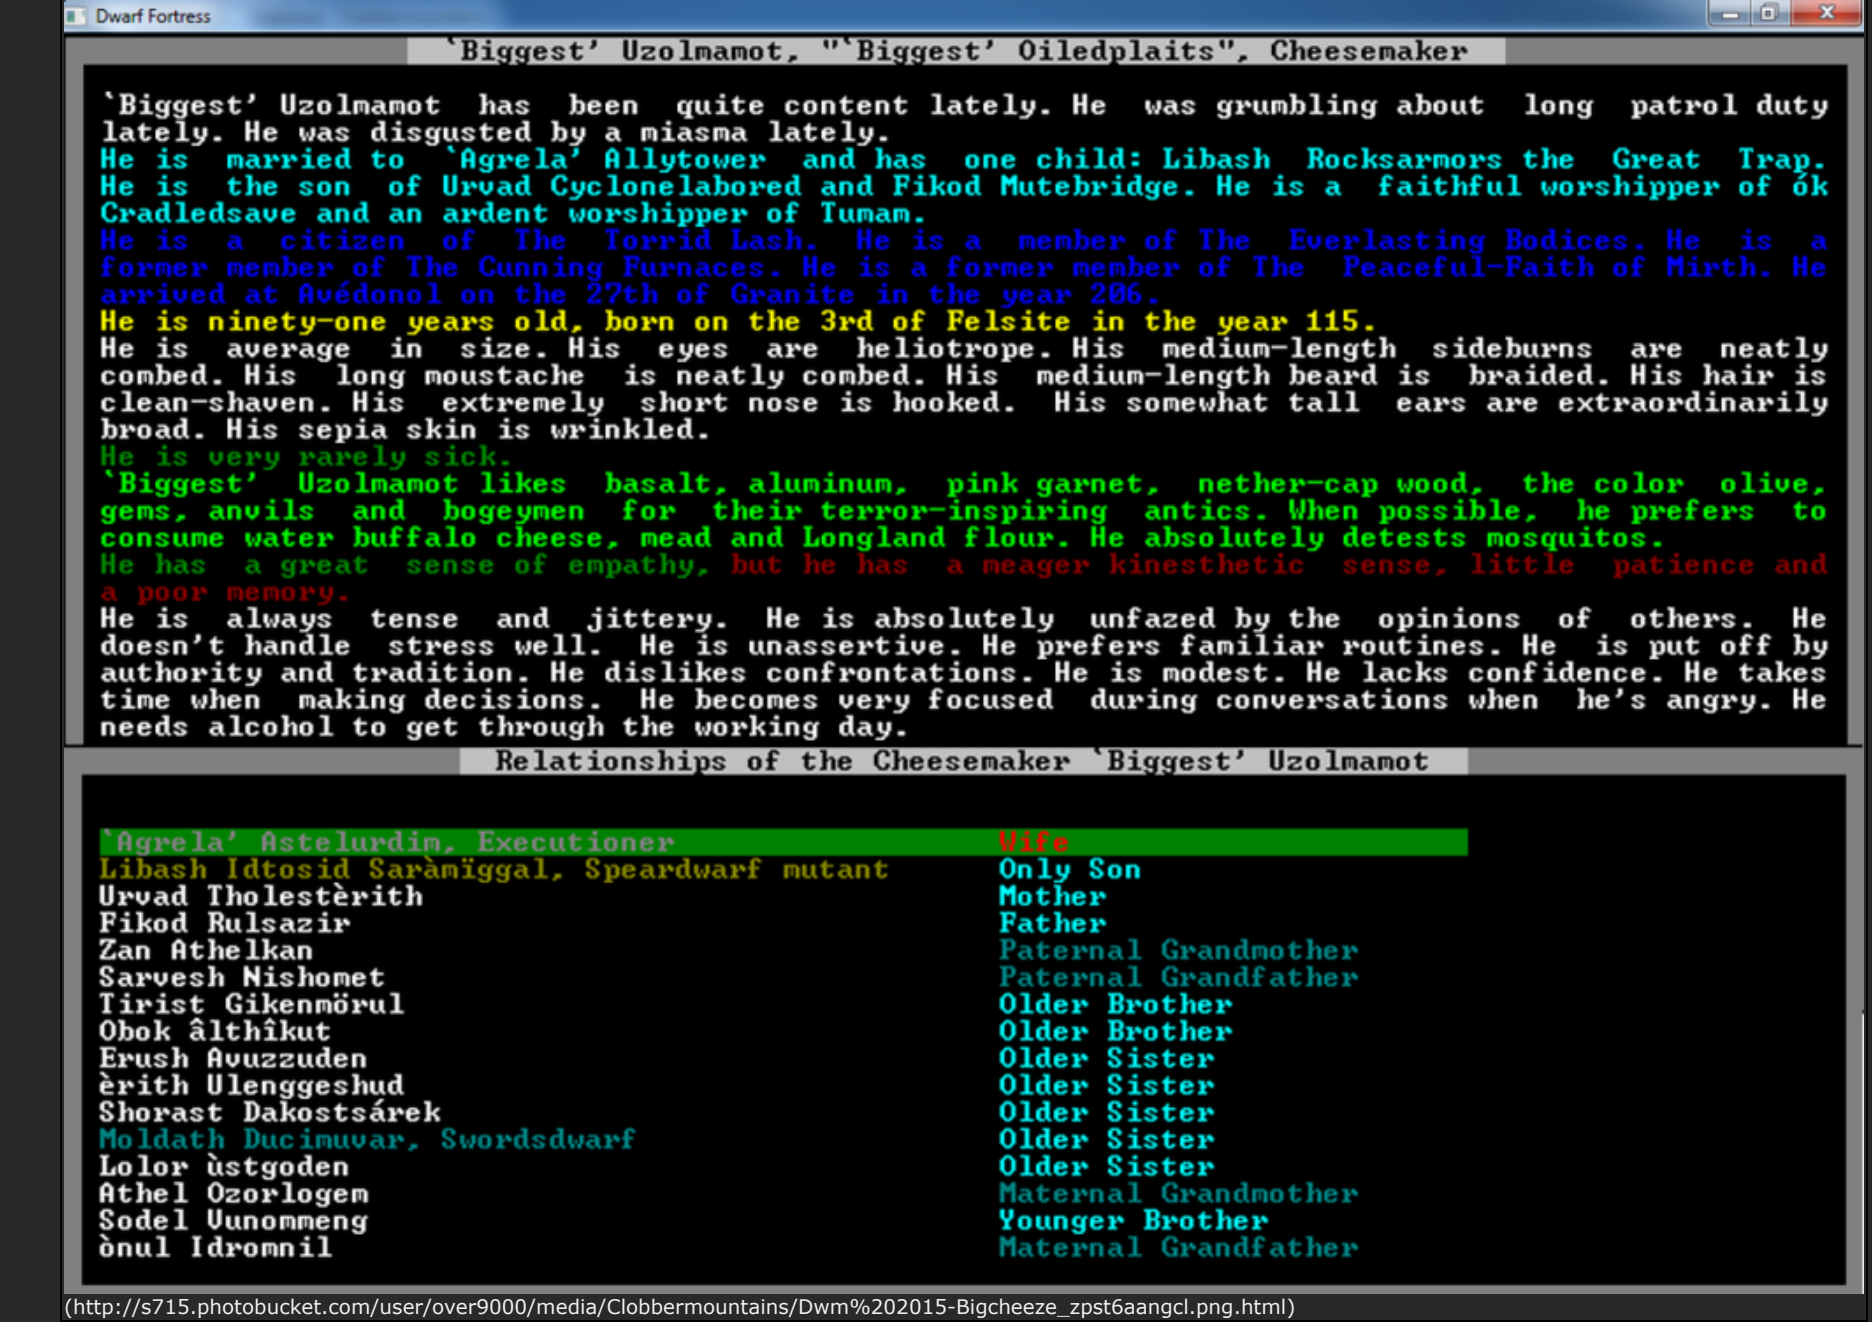 Dwarf Fortress
`Biggest' Uzolmamot, "`Biggest' Oiledplaits", Cheesemaker
`Biggest' Uzolmamot has been quite content lately. He was grumbling about long patrol duty
lately. He was disgusted by a miasma lately.
He is married to `Agrela' Allytower and has one child: Libash Rocksarmors the Great Trap.
He is the son of Urvad Cyclonelabored and Fikod Mutebridge. He is a faithful worshipper of ók
Cradledsave and an ardent worshipper of Tumam.
He is a citizen of The Torrid Lash. He is a member of The Everlasting Bodices. He is a
former member of The Cunning Furnaces. He is a former member of The Peaceful-Faith of Mirth. He
arrived at Avédonol on the 27th of Granite in the year 206.
He is ninety-one years old, born on the 3rd of Felsite in the year 115.
He is average in size. His eyes are heliotrope. His medium-length sideburns are neatly
combed. His long moustache is neatly combed. His medium-length beard is braided. His hair is
clean-shaven. His extremely short nose is hooked. His somewhat tall ears are extraordinarily
broad. His sepia skin is wrinkled.
He is very rarely sick.
`Biggest' Uzolmamot likes basalt, aluminum, pink garnet, nether-cap wood, the color olive,
gems, anvils and bogeymen for their terror-inspiring antics. When possible, he prefers to
consume water buffalo cheese, mead and Longland flour. He absolutely detests mosquitos.
He has a great sense of empathy, but he has a meager kinesthetic sense, little patience and
a poor memory.
He is always tense and jittery. He is absolutely unfazed by the opinions of others. He
doesn't handle stress well. He is unassertive. He prefers familiar routines. He is put off by
authority and tradition. He dislikes confrontations. He is modest. He lacks confidence. He takes
time when making decisions. He becomes very focused during conversations when he's angry. He
needs alcohol to get through the working day.
Relationships of the Cheesemaker `Biggest' Uzolmamot
`Agrela' Astelurdim, Executioner Wife
Libash Idtosid Saràmïggal, Speardwarf mutant Only Son
Urvad Tholestèrith Mother
Fikod Rulsazir Father
Zan Athelkan Paternal Grandmother
Sarvesh Nishomet Paternal Grandfather
Tirist Gikenmörul Older Brother
Obok âlthîkut Older Brother
Erush Avuzzuden Older Sister
èrith Ulenggeshud Older Sister
Shorast Dakostsárek Older Sister
Moldath Ducimuvar, Swordsdwarf Older Sister
Lolor ùstgoden Older Sister
Athel Ozorlogem Maternal Grandmother
Sodel Vunommeng Younger Brother
ònul Idromnil Maternal Grandfather
(http://s715.photobucket.com/user/over9000/media/Clobbermountains/Dwm%202015-Bigcheeze_zpst6aangcl.png.html)